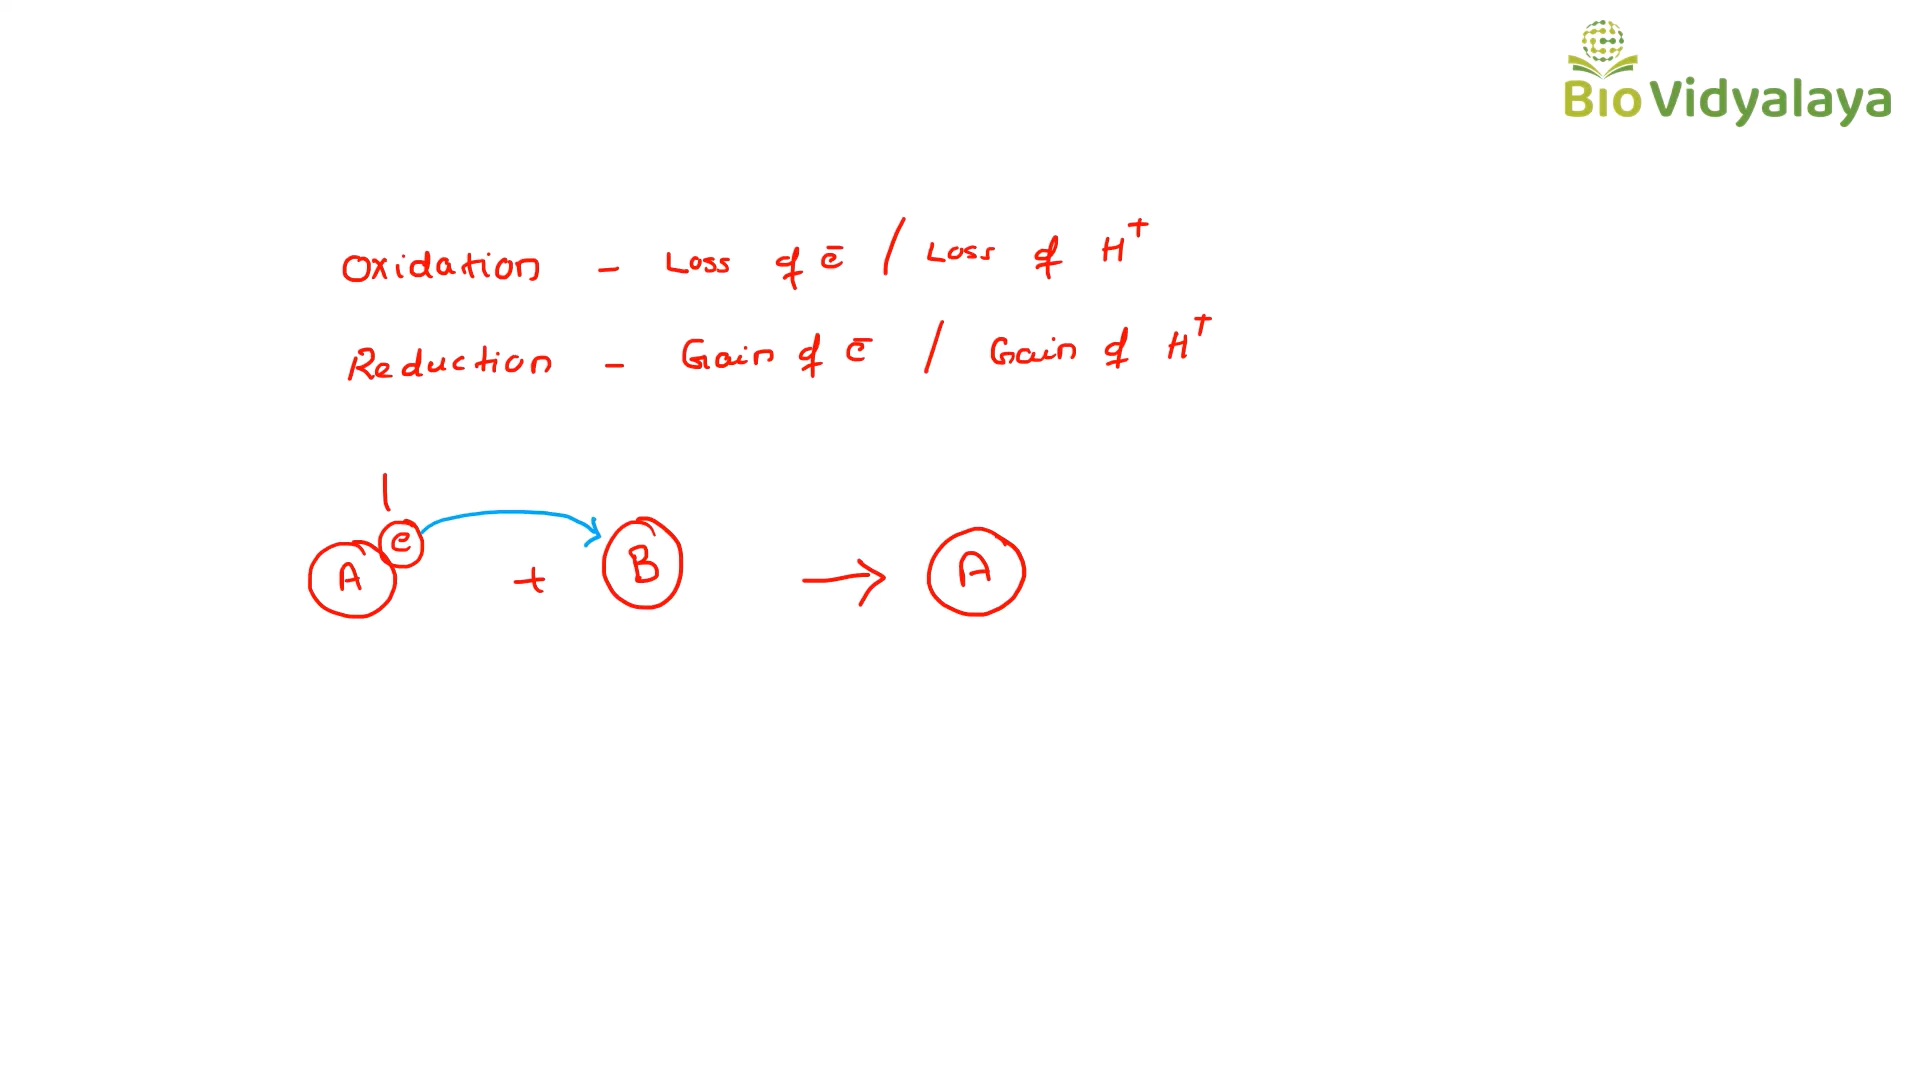 Bio Vidyalaya
Oxidation - Loss of ē / Loss of H⁺
Reduction - Gain of ē / Gain of H⁺
A e + B → A